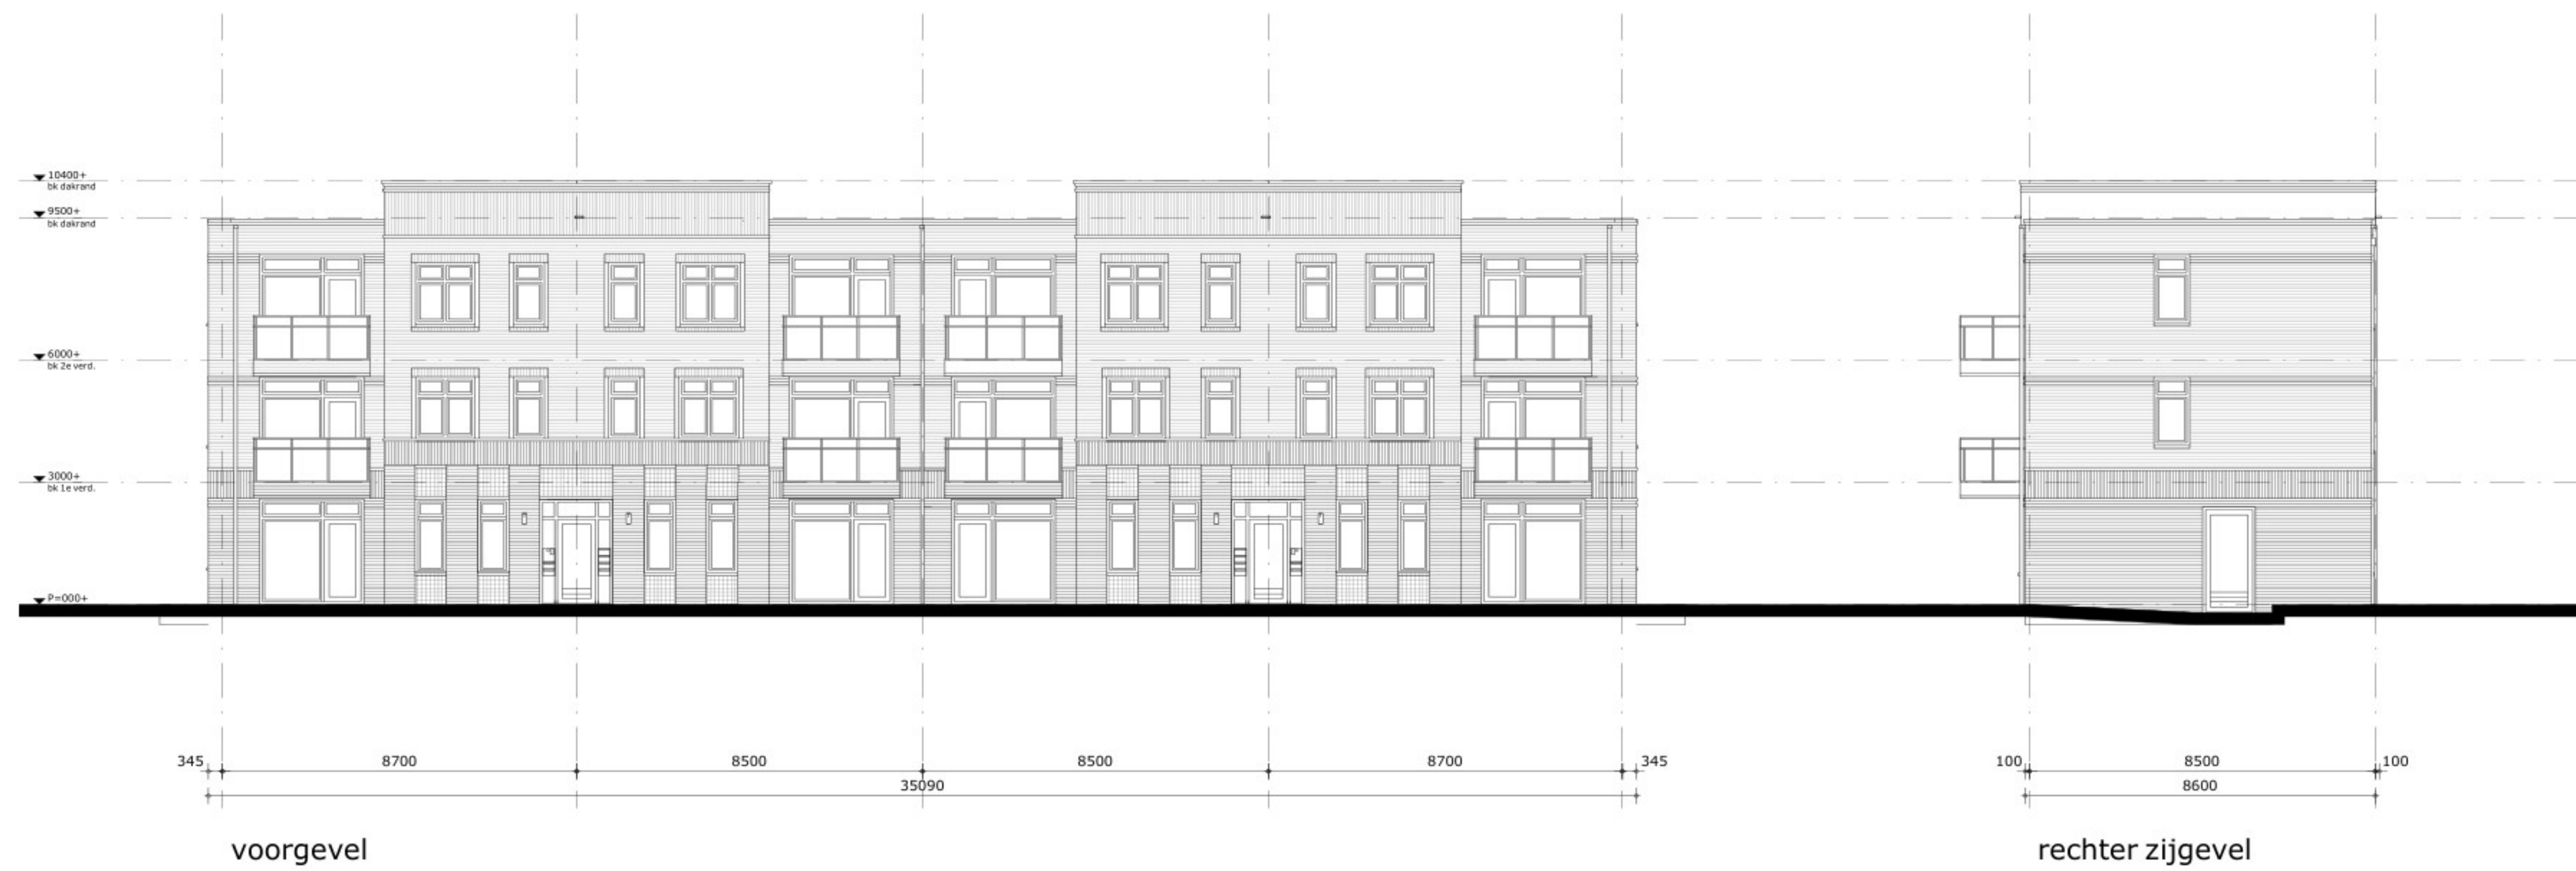 10400+
bk dakrand
9500+
bk dakrand
6000+
bk 2e verd.
3000+
bk 1e verd.
P=000+
345 8700 8500 8500 8700 345
35090
100 8500 100
8600
voorgevel
rechter zijgevel